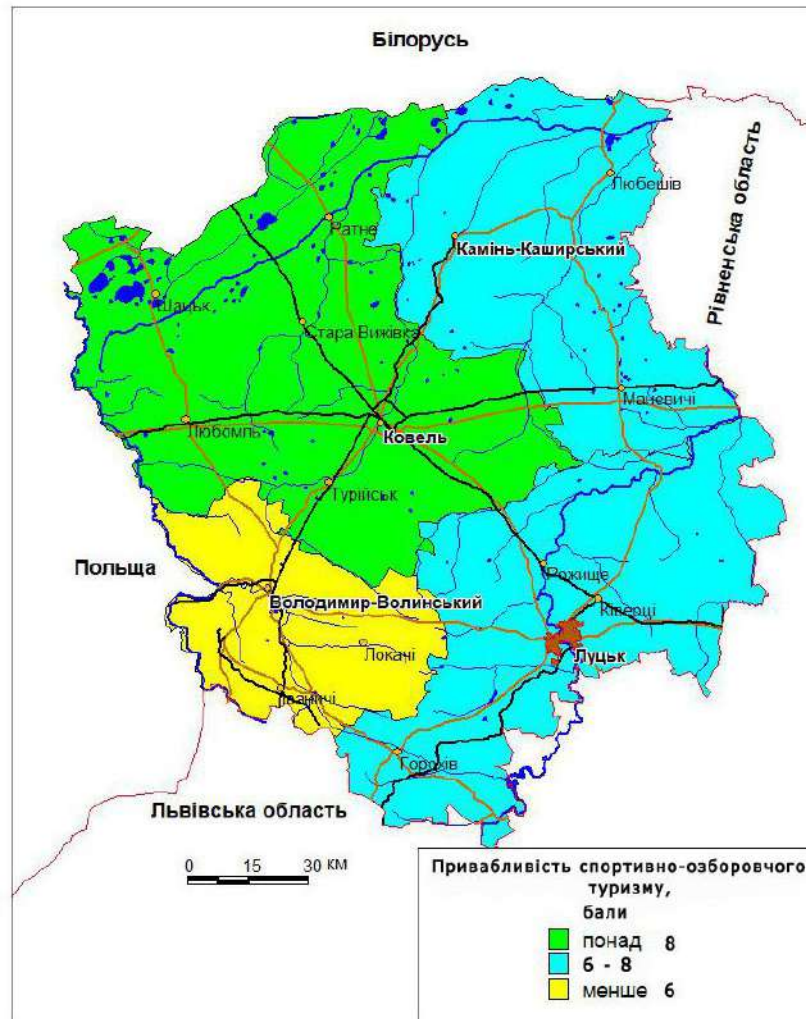 Білорусь
Рівненська область
Любешів
Ратне
Камінь-Каширський
Шацьк
Стара Вижівка
Маневичі
Любомль
Ковель
Турійськ
Польща
Рожище
Володимир-Волинський
Ківерці
Локачі
Луцьк
Іваничі
Горохів
Львівська область
0 15 30 КМ
Привабливість спортивно-озборовчого
туризму,
бали
понад 8
6 - 8
менше 6